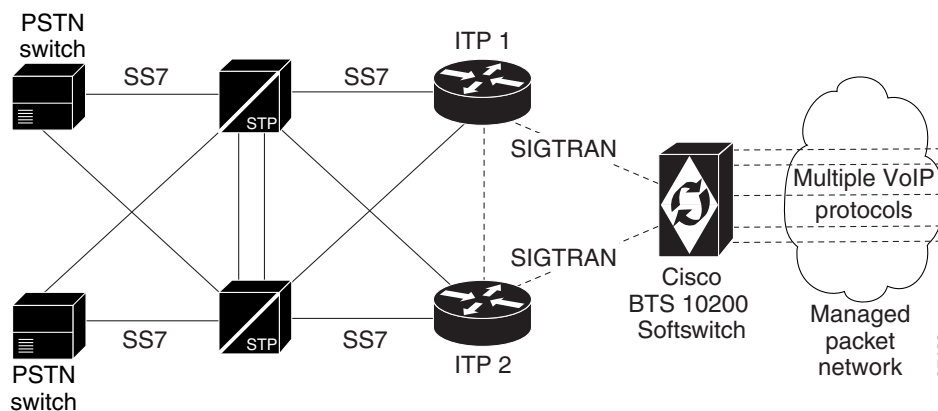 PSTN
switch
SS7
STP
SS7
ITP 1
SIGTRAN
Multiple VoIP
protocols
SIGTRAN
Cisco
BTS 10200
Softswitch
Managed
packet
network
PSTN
switch
SS7
STP
SS7
ITP 2